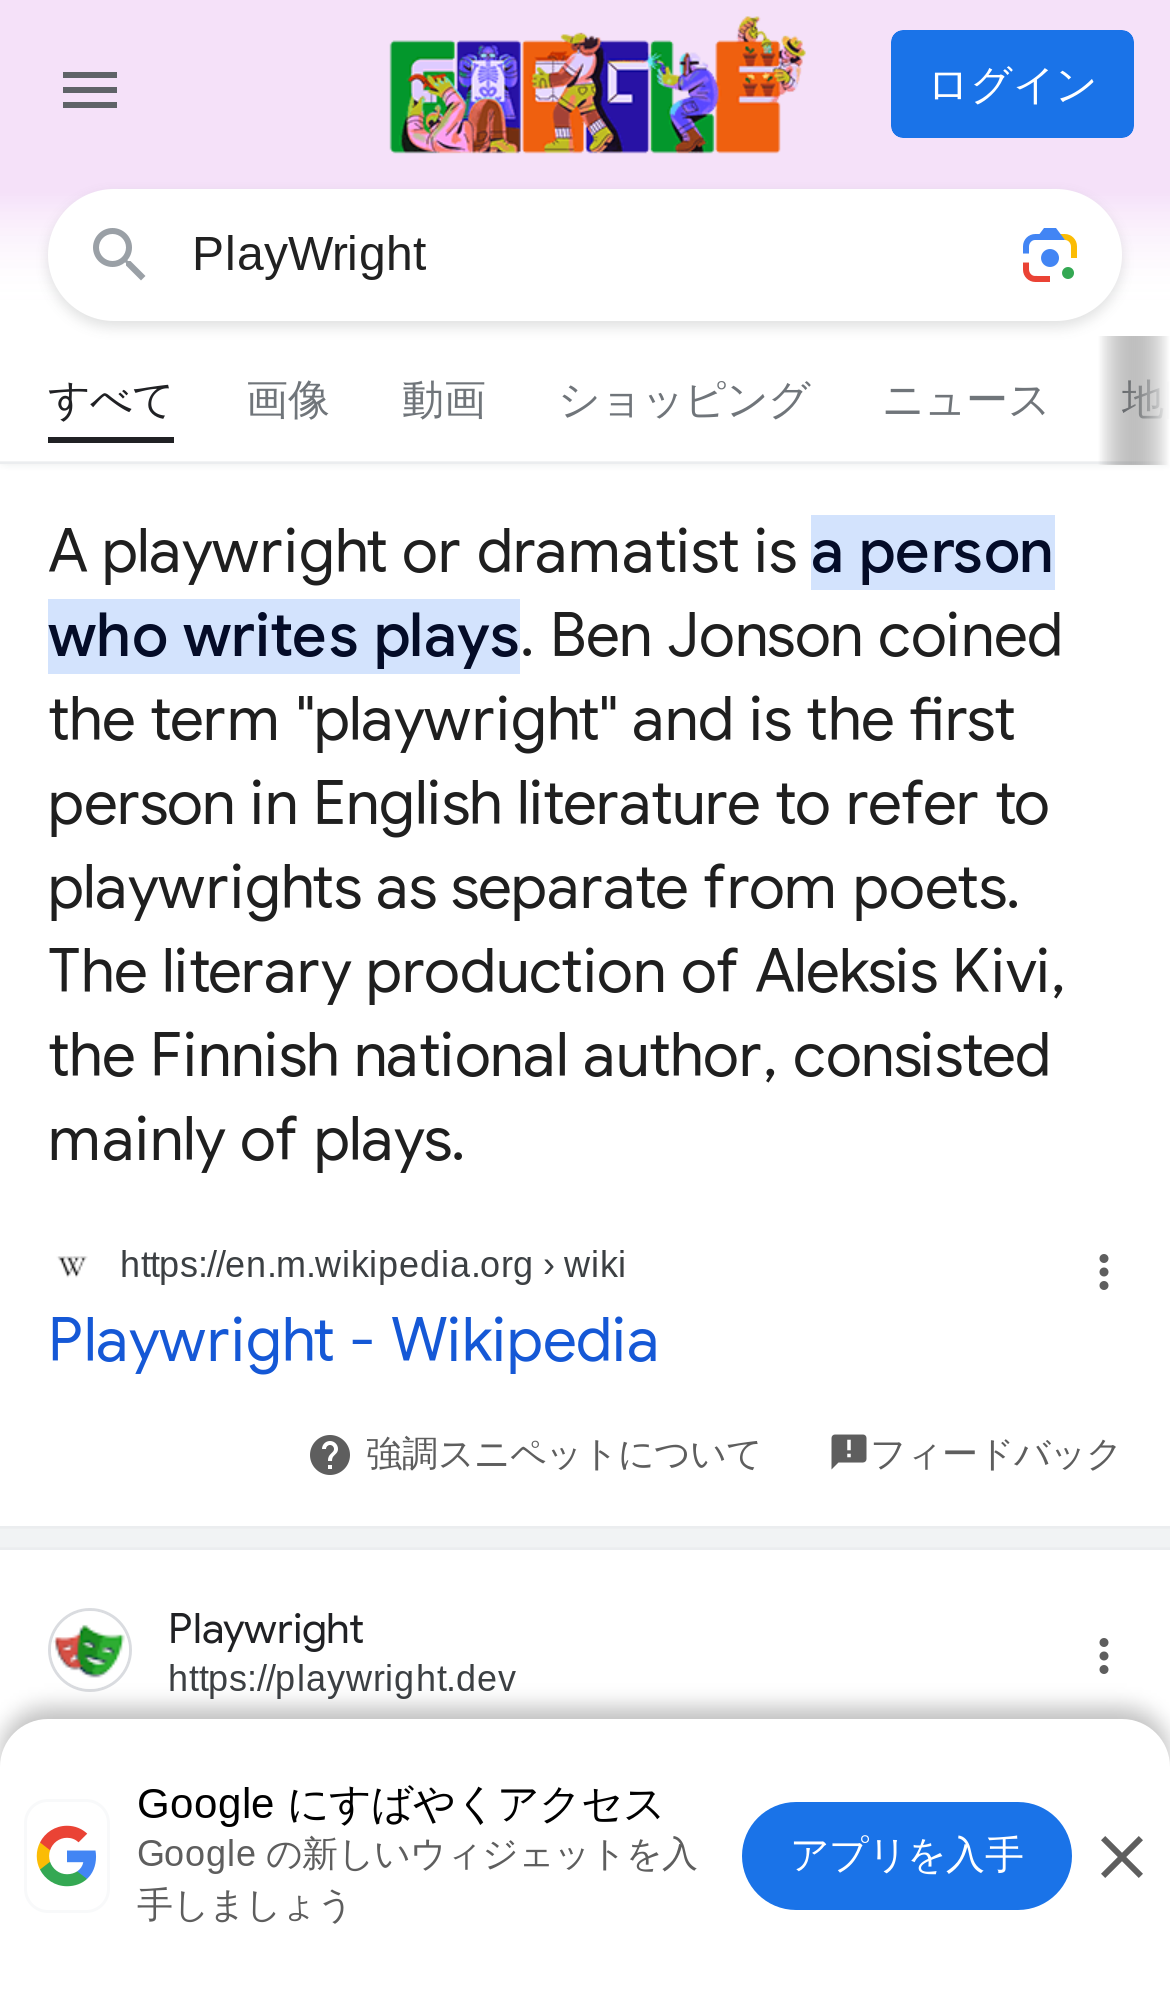 ログイン
PlayWright
すべて 画像 動画 ショッピング ニュース 地
A playwright or dramatist is a person
who writes plays. Ben Jonson coined
the term "playwright" and is the first
person in English literature to refer to
playwrights as separate from poets.
The literary production of Aleksis Kivi,
the Finnish national author, consisted
mainly of plays.
W https://en.m.wikipedia.org › wiki
Playwright - Wikipedia
強調スニペットについて フィードバック
Playwright
https://playwright.dev
Google にすばやくアクセス
Google の新しいウィジェットを入
手しましょう
アプリを入手